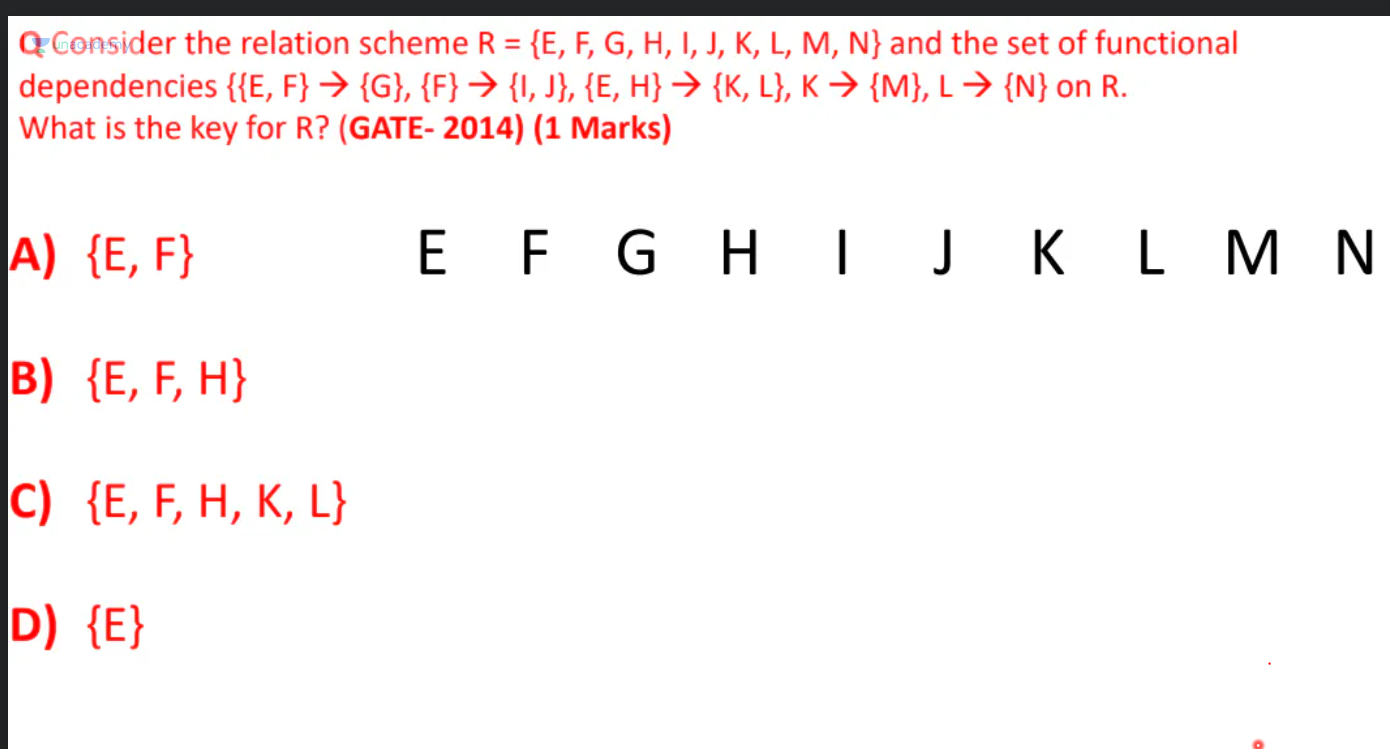 Q Consider the relation scheme R = {E, F, G, H, I, J, K, L, M, N} and the set of functional
dependencies {{E, F} → {G}, {F} → {I, J}, {E, H} → {K, L}, K → {M}, L → {N} on R.
What is the key for R? (GATE- 2014) (1 Marks)
unacademy
A) {E, F}
E F G H I J K L M N
B) {E, F, H}
C) {E, F, H, K, L}
D) {E}